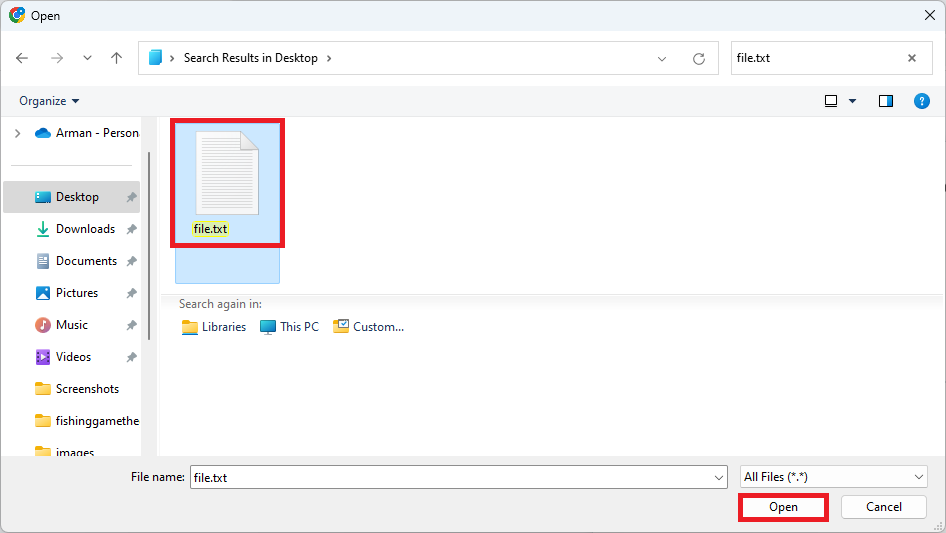 Open
Search Results in Desktop
file.txt
Organize
?
Arman - Persona
Desktop
Downloads
Documents
Pictures
Music
Videos
Screenshots
fishinggamethe
images
file.txt
Search again in:
Libraries
This PC
Custom...
File name:
file.txt
All Files (*.*)
Open
Cancel